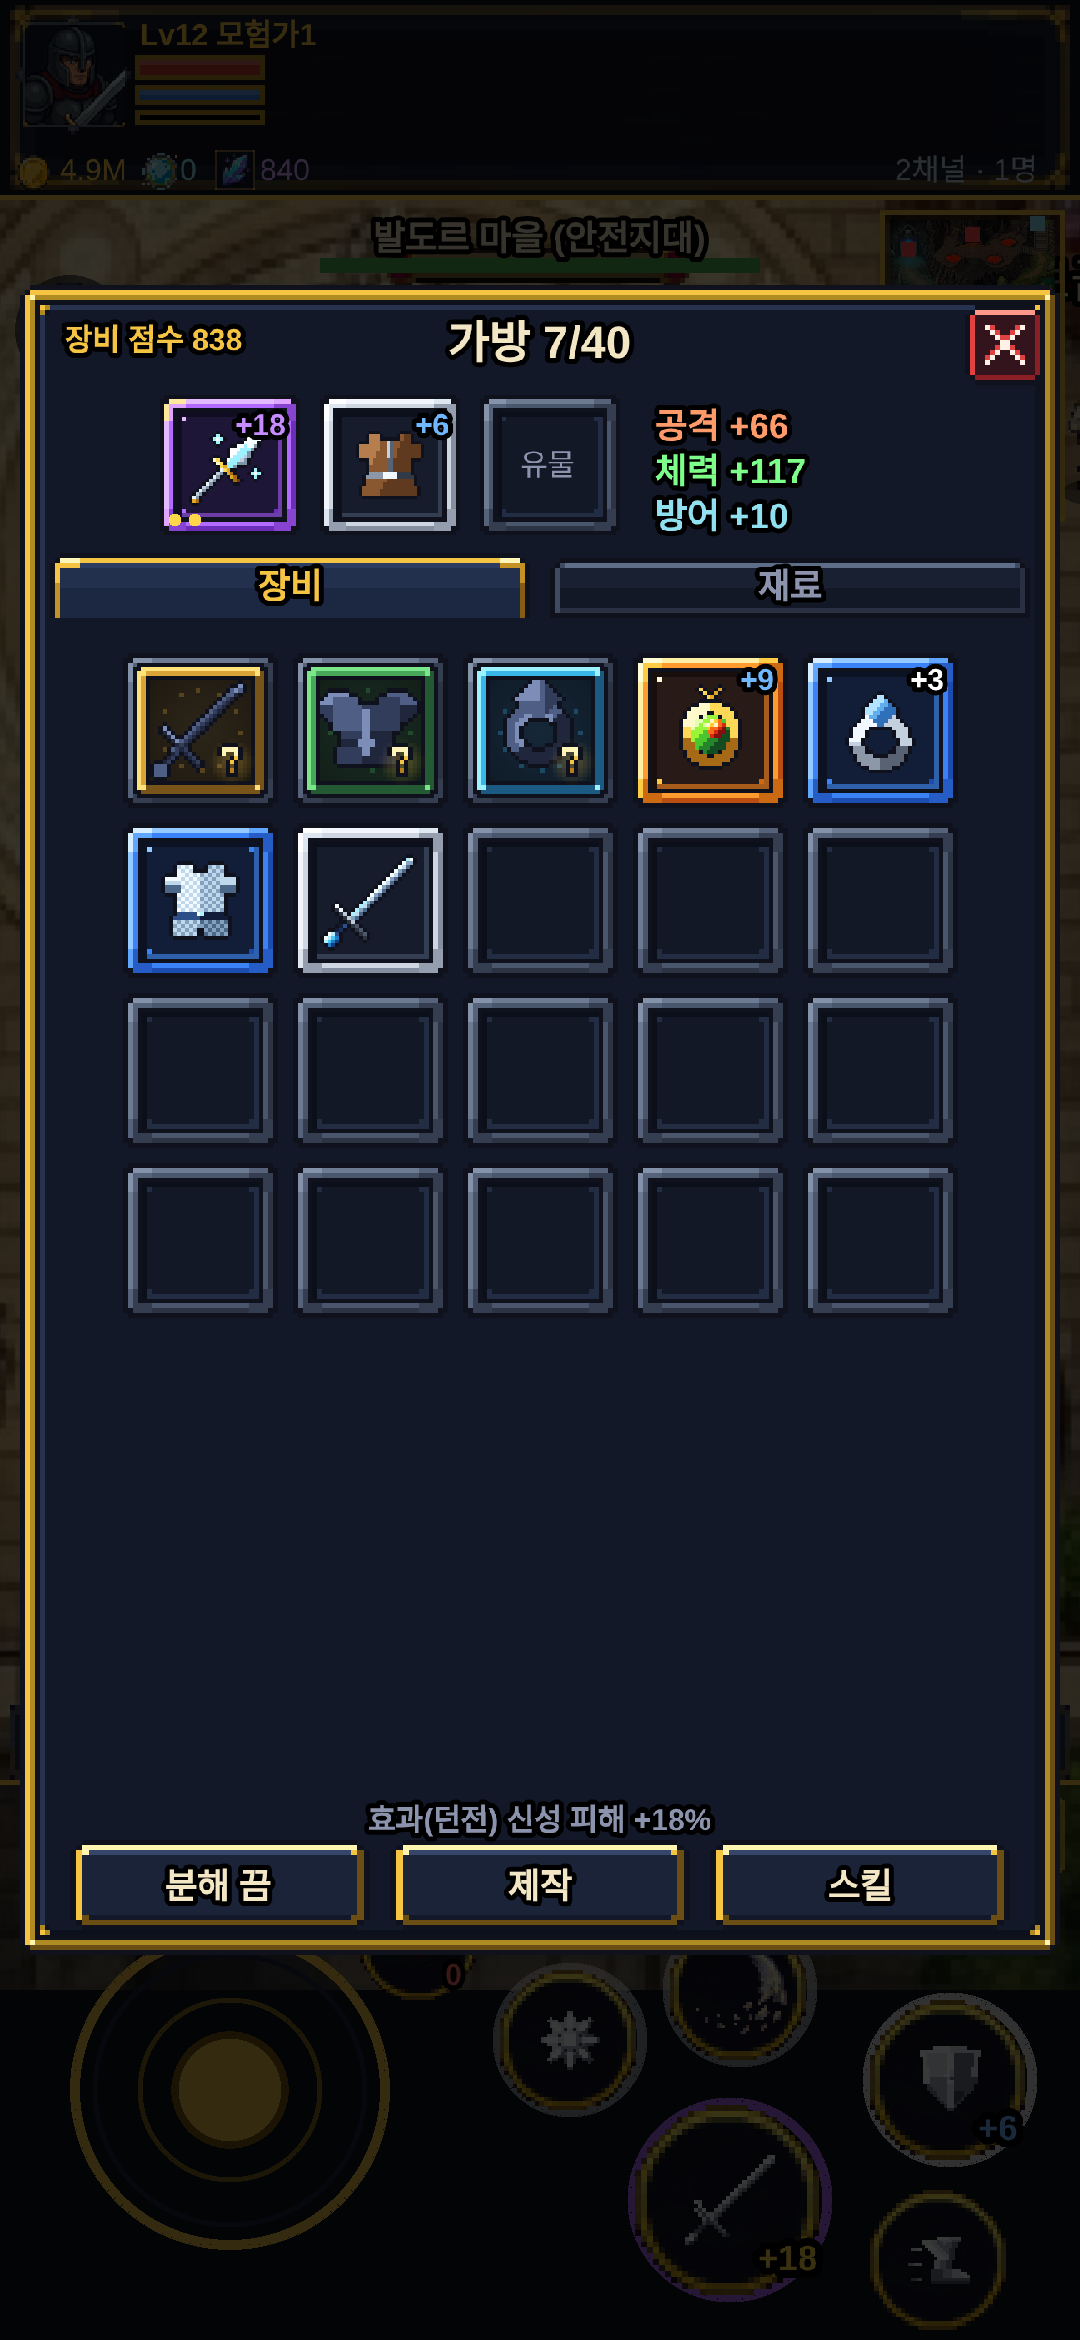 Lv12 모험가1
4.9M 0 840 2채널 · 1명
발도르 마을 (안전지대)
장비 점수 838
가방 7/40
+18
+6
유물
공격 +66
체력 +117
방어 +10
장비
재료
?
?
?
+9
+3
효과(던전) 신성 피해 +18%
분해 끔
제작
스킬
0
+6
+18